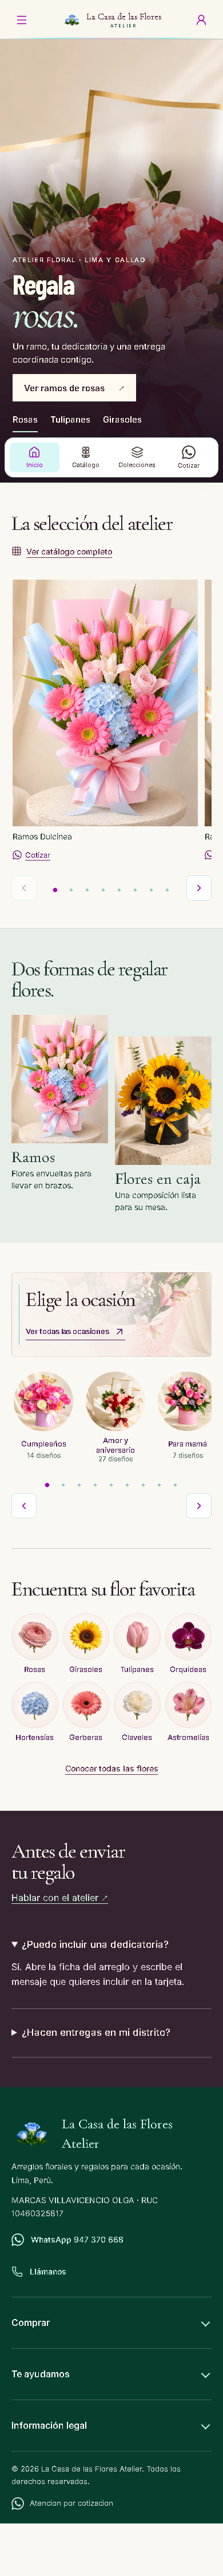 La Casa de las Flores
ATELIER
ATELIER FLORAL · LIMA Y CALLAO
Regala
rosas.
Un ramo, tu dedicatoria y una entrega
coordinada contigo.
Ver ramos de rosas ↗
Rosas Tulipanes Girasoles
Inicio Catálogo Colecciones Cotizar
La selección del atelier
Ver catálogo completo
Ramos Dulcinea
Ra
Cotizar
Dos formas de regalar
flores.
Ramos
Flores envueltas para
llevar en brazos.
Flores en caja
Una composición lista
para su mesa.
Elige la ocasión
Ver todas las ocasiones
Cumpleaños
14 diseños
Amor y
aniversario
27 diseños
Para mamá
7 diseños
Encuentra su flor favorita
Rosas Girasoles Tulipanes Orquídeas
Hortensias Gerberas Claveles Astromelias
Conocer todas las flores
Antes de enviar
tu regalo
Hablar con el atelier ↗
▼ ¿Puedo incluir una dedicatoria?
Sí. Abre la ficha del arreglo y escribe el
mensaje que quieres incluir en la tarjeta.
▶ ¿Hacen entregas en mi distrito?
La Casa de las Flores
Atelier
Arreglos florales y regalos para cada ocasión.
Lima, Perú.
MARCAS VILLAVICENCIO OLGA · RUC
10460325817
WhatsApp 947 370 668
Llámanos
Comprar
Te ayudamos
Información legal
© 2026 La Casa de las Flores Atelier. Todos los
derechos reservados.
Atencion por cotizacion